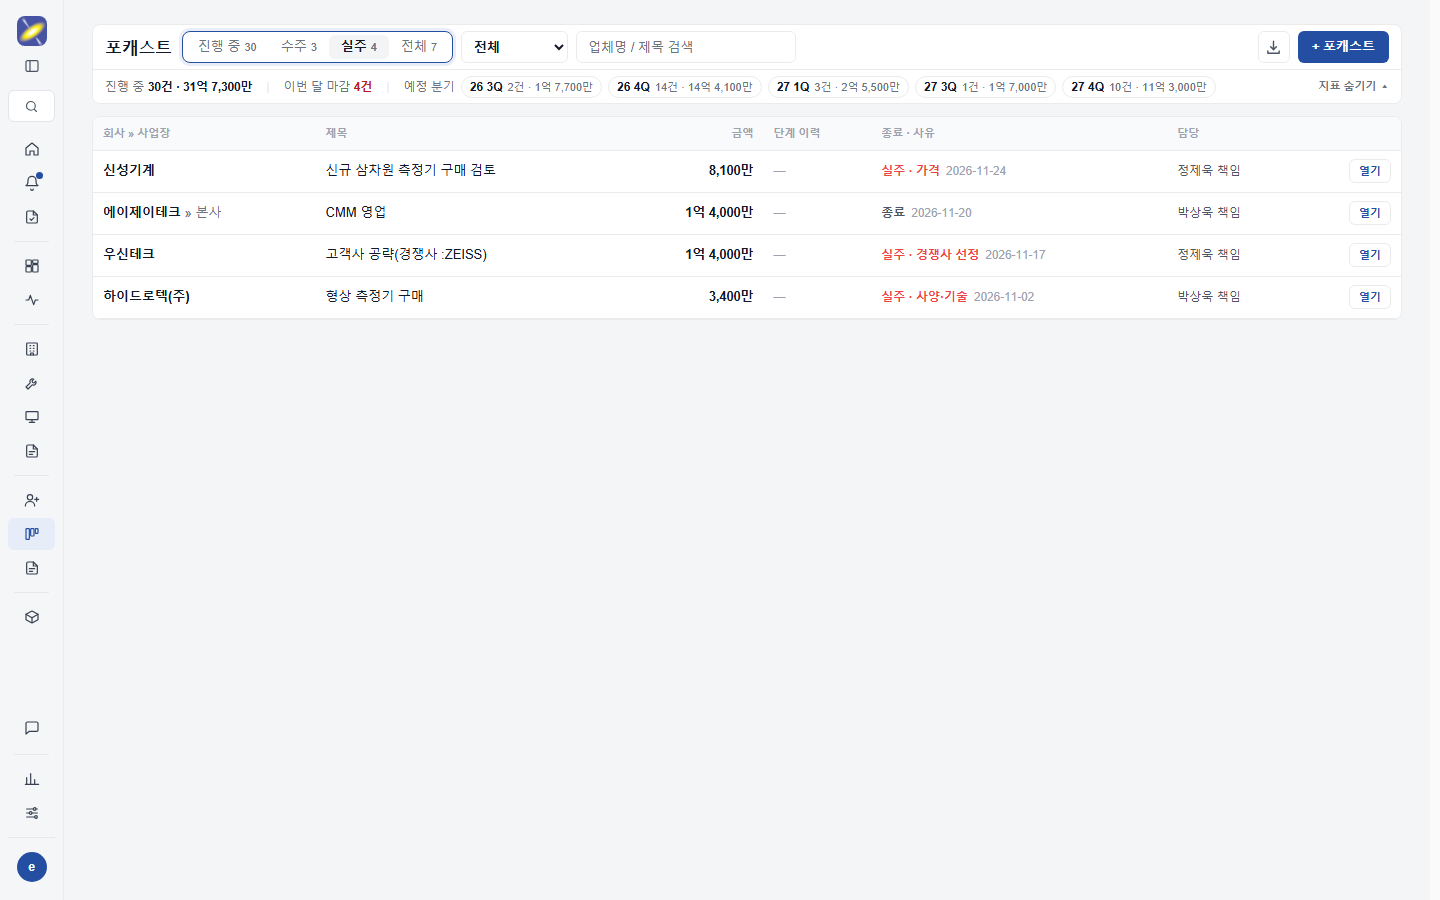 포캐스트 진행 중 30 수주 3 실주 4 전체 7 전체 업체명 / 제목 검색 + 포캐스트
진행 중 30건 · 31억 7,300만 이번 달 마감 4건 예정 분기 26 3Q 2건 · 1억 7,700만 26 4Q 14건 · 14억 4,100만 27 1Q 3건 · 2억 5,500만 27 3Q 1건 · 1억 7,000만 27 4Q 10건 · 11억 3,000만 지표 숨기기
회사 » 사업장 제목 금액 단계 이력 종료 · 사유 담당
신성기계 신규 삼차원 측정기 구매 검토 8,100만 — 실주 · 가격 2026-11-24 정제욱 책임 열기
에이제이테크 » 본사 CMM 영업 1억 4,000만 — 종료 2026-11-20 박상욱 책임 열기
우신테크 고객사 공략(경쟁사 :ZEISS) 1억 4,000만 — 실주 · 경쟁사 선정 2026-11-17 정제욱 책임 열기
하이드로텍(주) 형상 측정기 구매 3,400만 — 실주 · 사양·기술 2026-11-02 박상욱 책임 열기
e